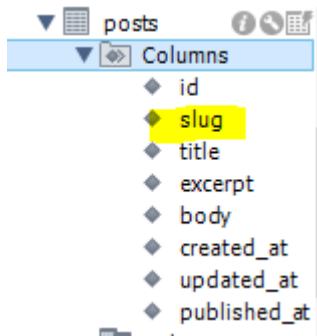 posts
Columns
id
slug
title
excerpt
body
created_at
updated_at
published_at